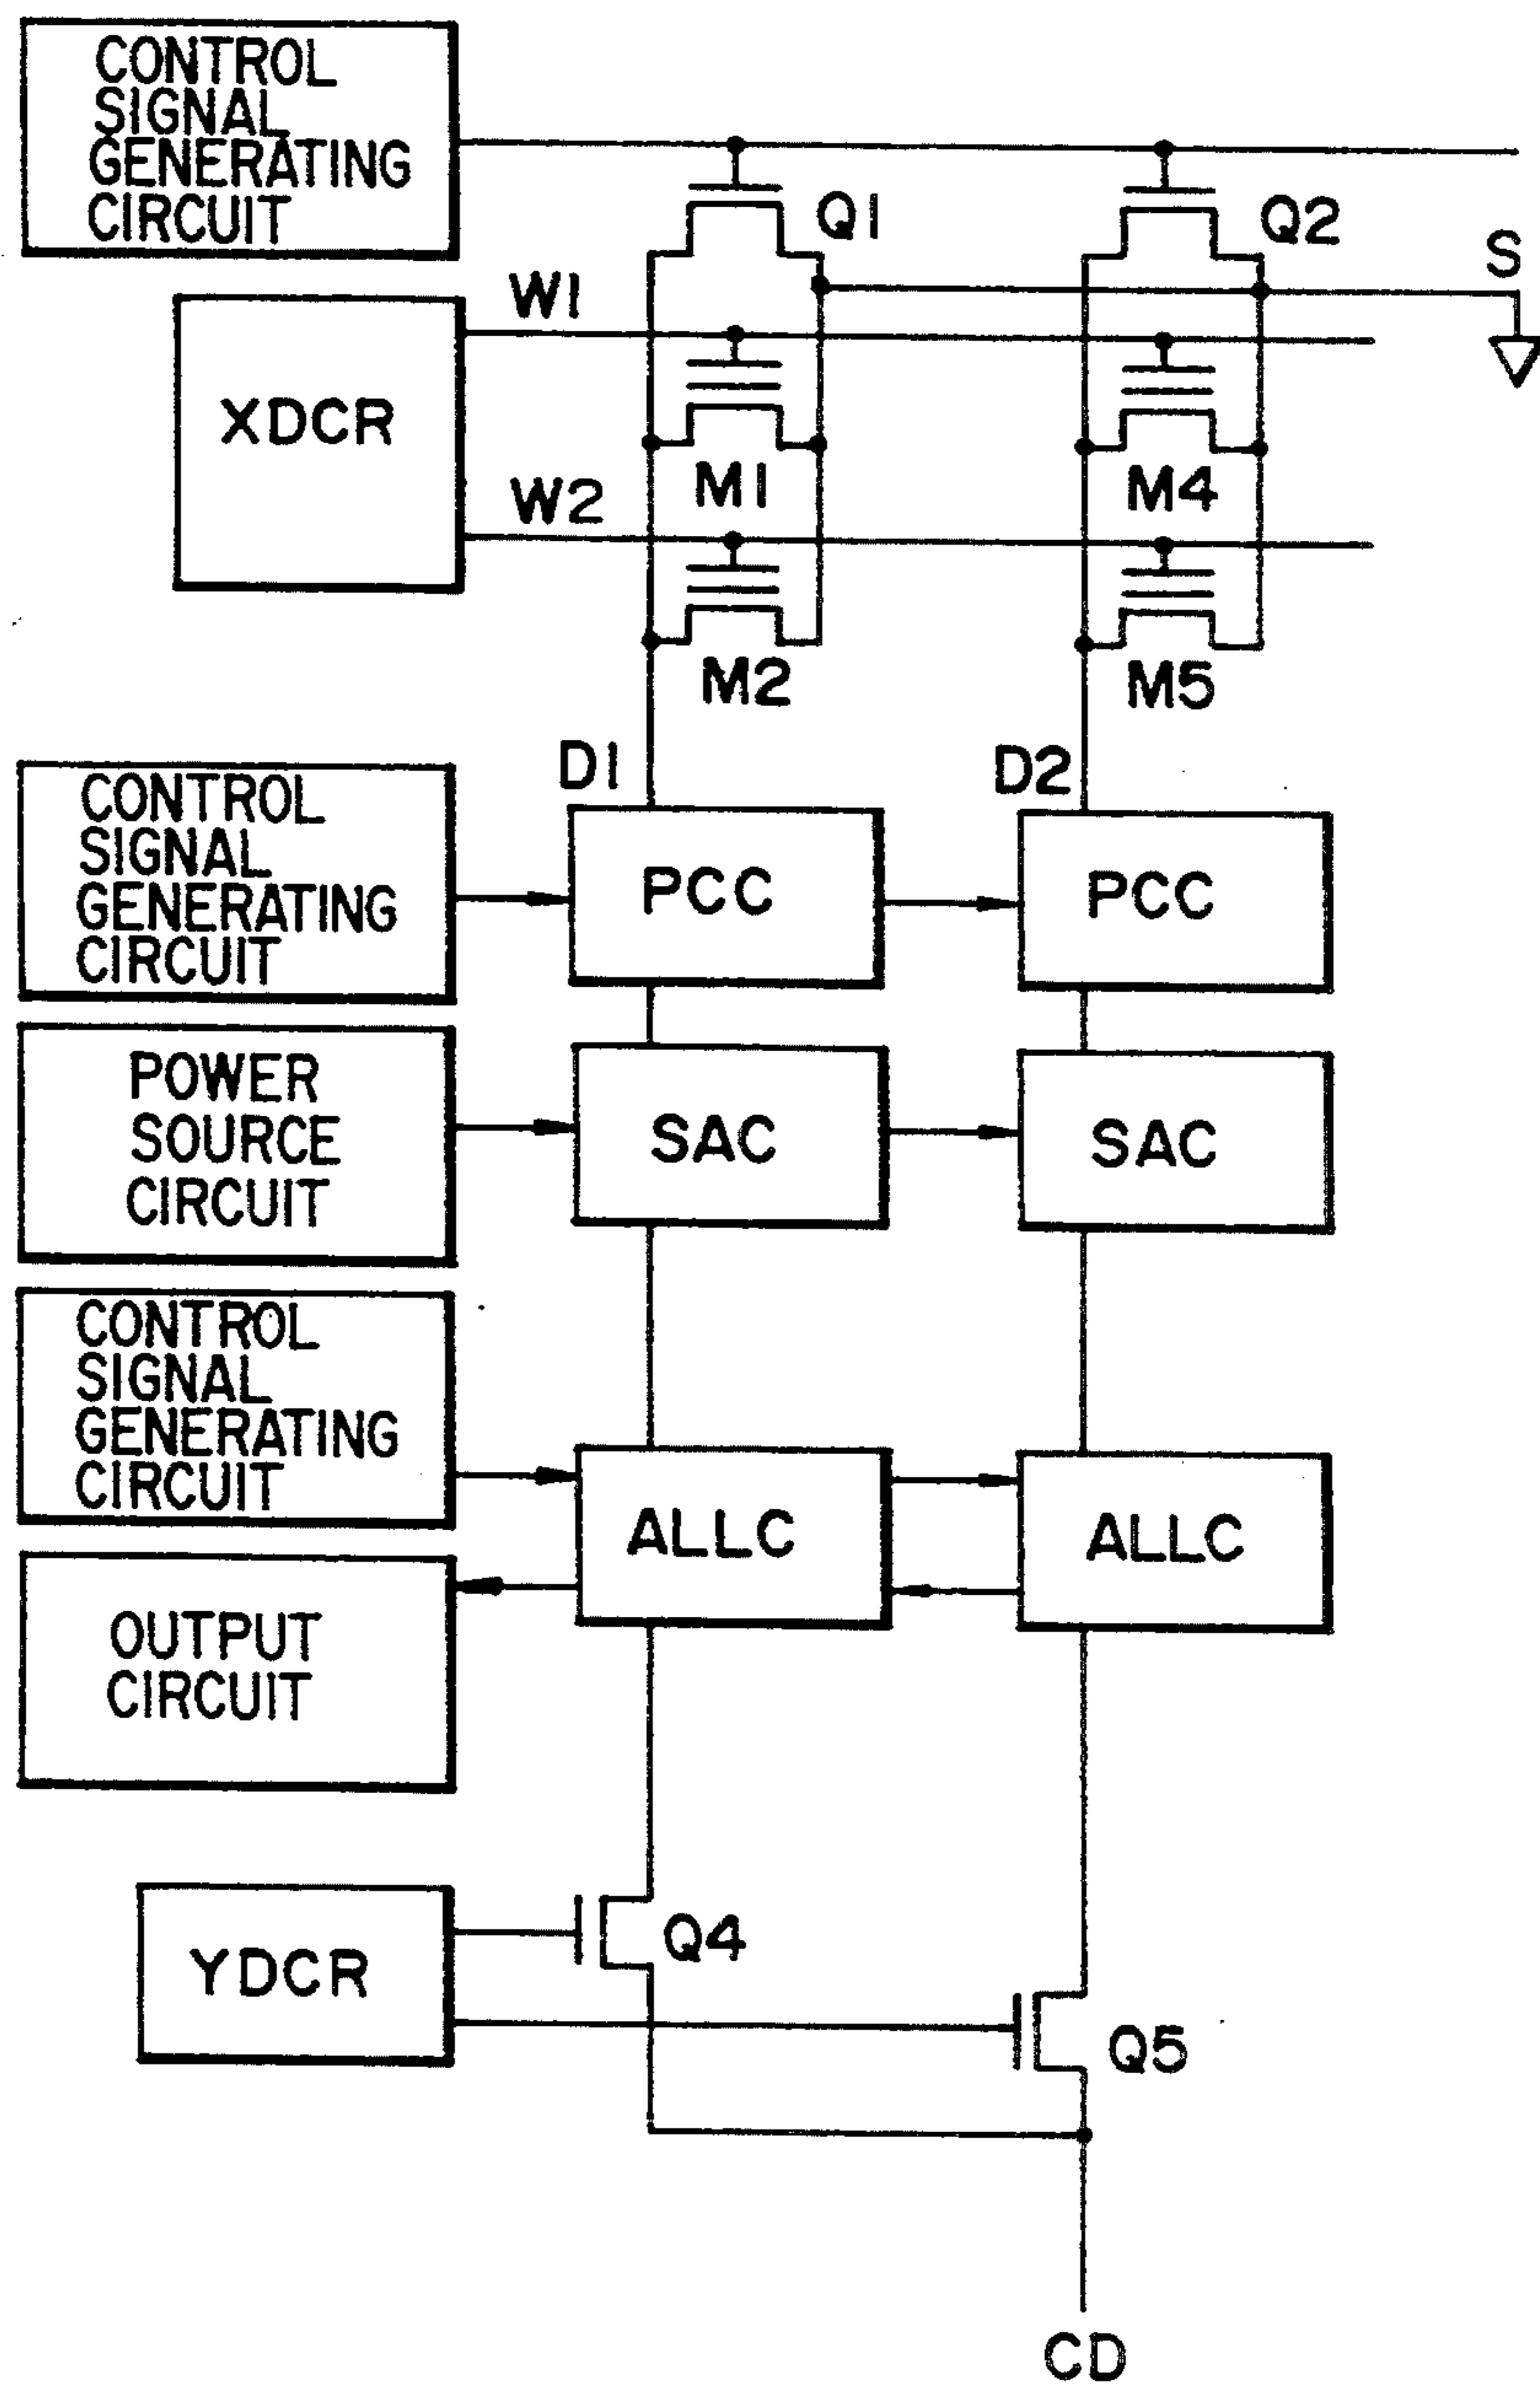 CONTROL
SIGNAL
GENERATING
CIRCUIT
Q1
Q2
S
W1
XDCR
M1
M4
W2
M2
M5
D1
D2
CONTROL
SIGNAL
GENERATING
CIRCUIT
PCC
PCC
POWER
SOURCE
CIRCUIT
SAC
SAC
CONTROL
SIGNAL
GENERATING
CIRCUIT
ALLC
ALLC
OUTPUT
CIRCUIT
YDCR
Q4
Q5
CD